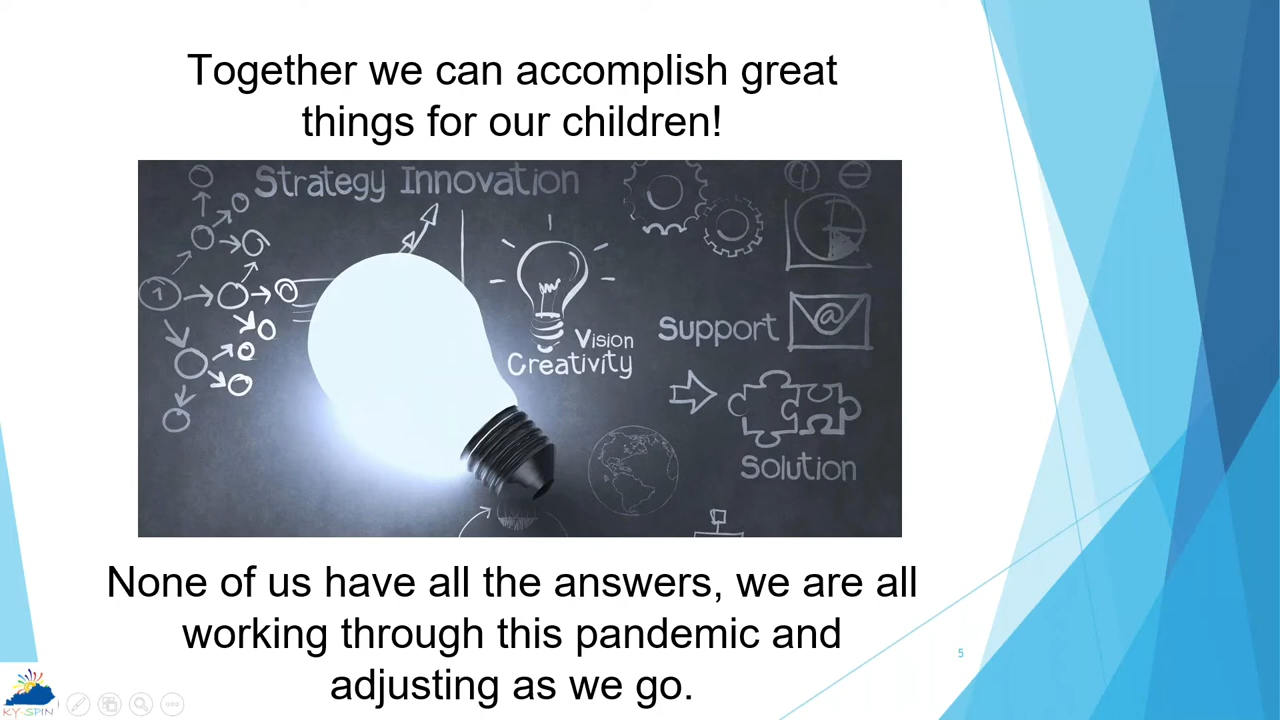 Together we can accomplish great
things for our children!
Strategy Innovation
1
@
Support
Vision
Creativity
Solution
None of us have all the answers, we are all
working through this pandemic and
adjusting as we go.
5
KY-SPIN